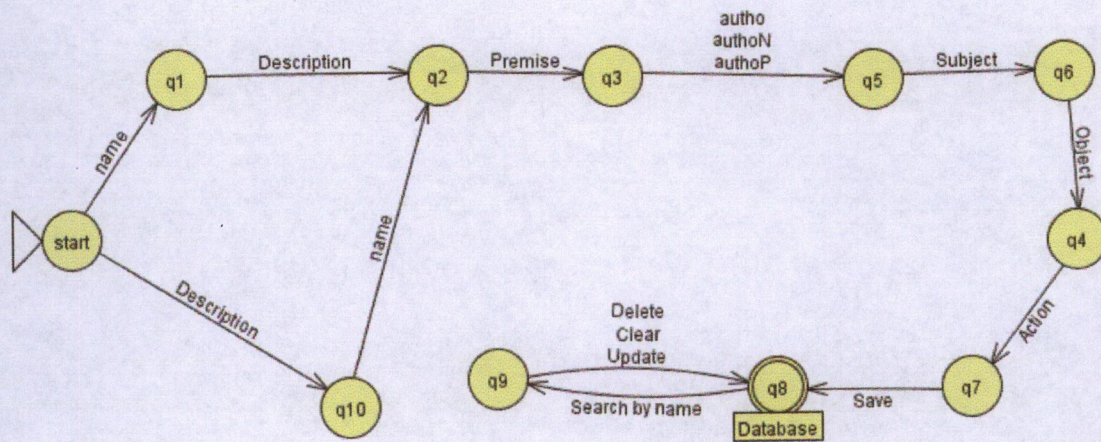 autho
authoN
authoP
q1
Description
q2
Premise
q3
q5
Subject
q6
name
Object
start
name
q4
Description
Action
Delete
Clear
Update
q9
q8
q7
Search by name
Save
q10
Database